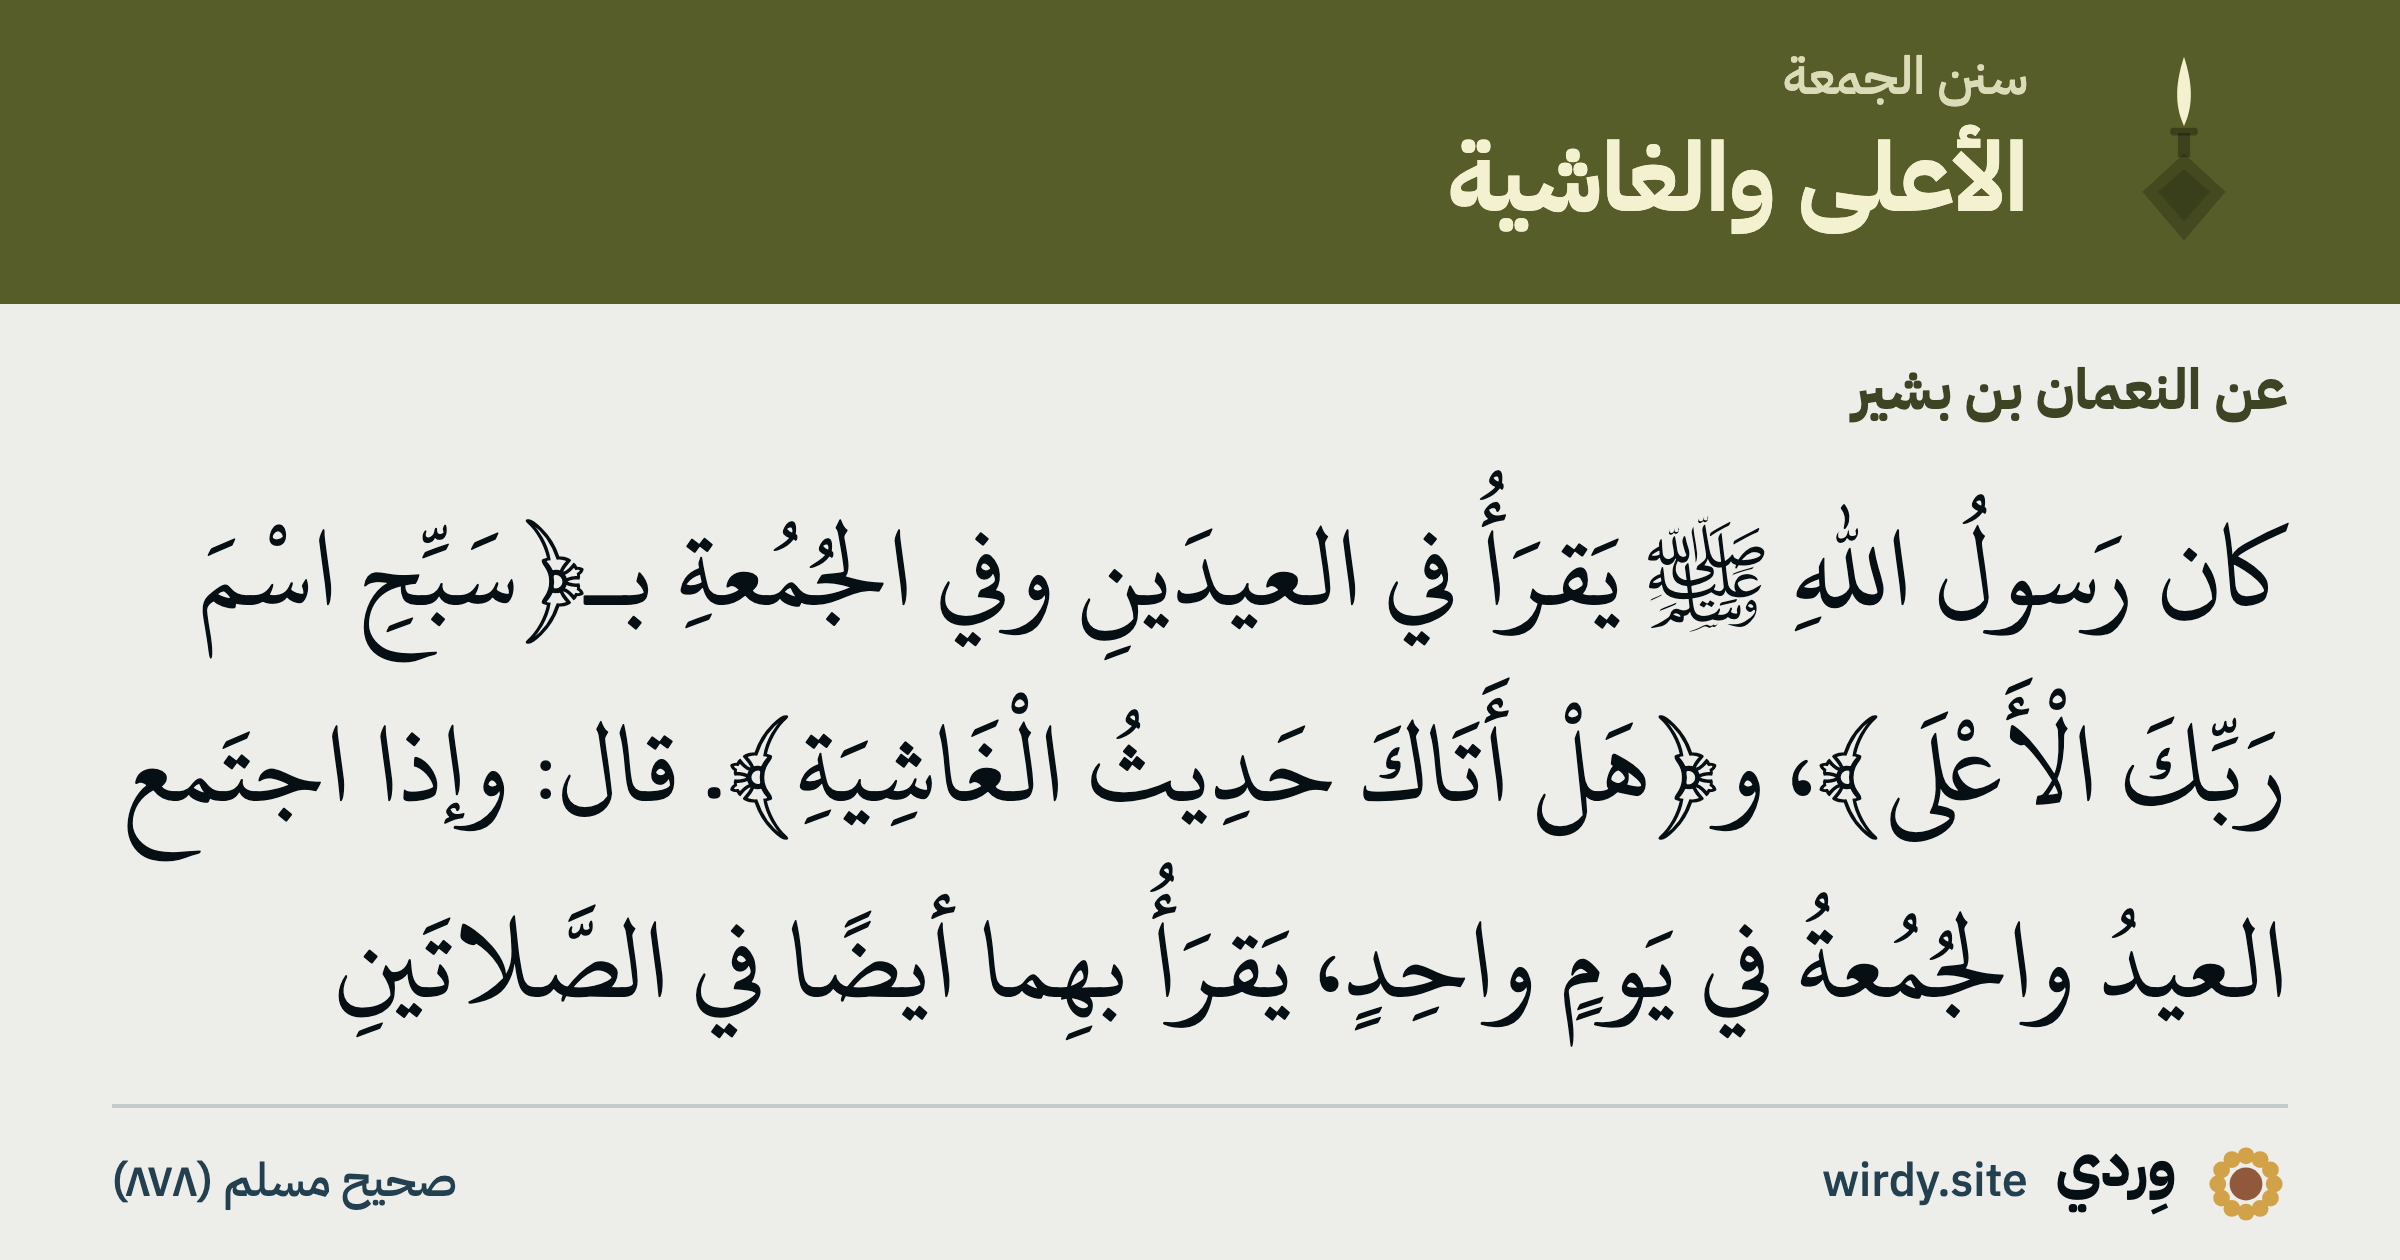 سنن الجمعة
الأعلى والغاشية
عن النعمان بن بشير
كان رَسولُ اللهِ ﷺ يَقرَأُ في العيدَينِ وفي الجُمُعةِ بـ﴿سَبِّحِ اسْمَ
رَبِّكَ الْأَعْلَى﴾، و﴿هَلْ أَتَاكَ حَدِيثُ الْغَاشِيَةِ﴾. قال: وإذا اجتَمع
العيدُ والجُمُعةُ في يَومٍ واحِدٍ، يَقرَأُ بهِما أيضًا في الصَّلاتَينِ
وِردي wirdy.site
صحيح مسلم (٨٧٨)